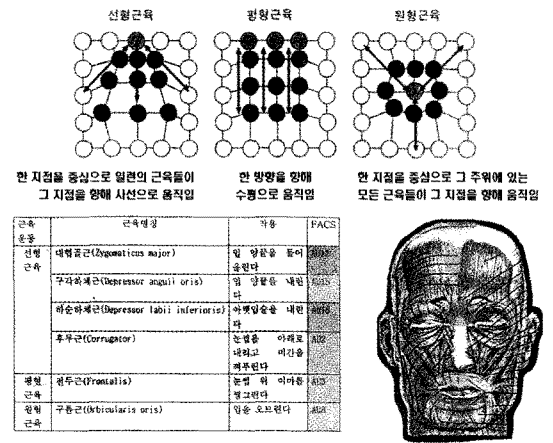 선형근육
평형근육
원형근육
한 지점을 중심으로 일련의 근육들이
그 지점을 향해 사선으로 움직임
한 방향을 향해
수평으로 움직임
한 지점을 중심으로 그 주위에 있는
모든 근육들이 그 지점을 향해 움직임
근육
운동
근육명칭
작용
FACS
선형
근육
대협골근(Zygomaticus major)
입 양끝을 들어
올린다
구각하체근(Depressor anguli oris)
입 양끝을 내린
다
하순하체근(Depressor labii inferioris)
아랫입술을 내린
다
추무근(Corrugator)
눈썹를 아래로
내리고 미간을
찌푸린다
평형
근육
전두근(Frontalis)
눈썹 위 이마를
찡그린다
원형
근육
구륜근(Orbicularis oris)
입을 오므린다